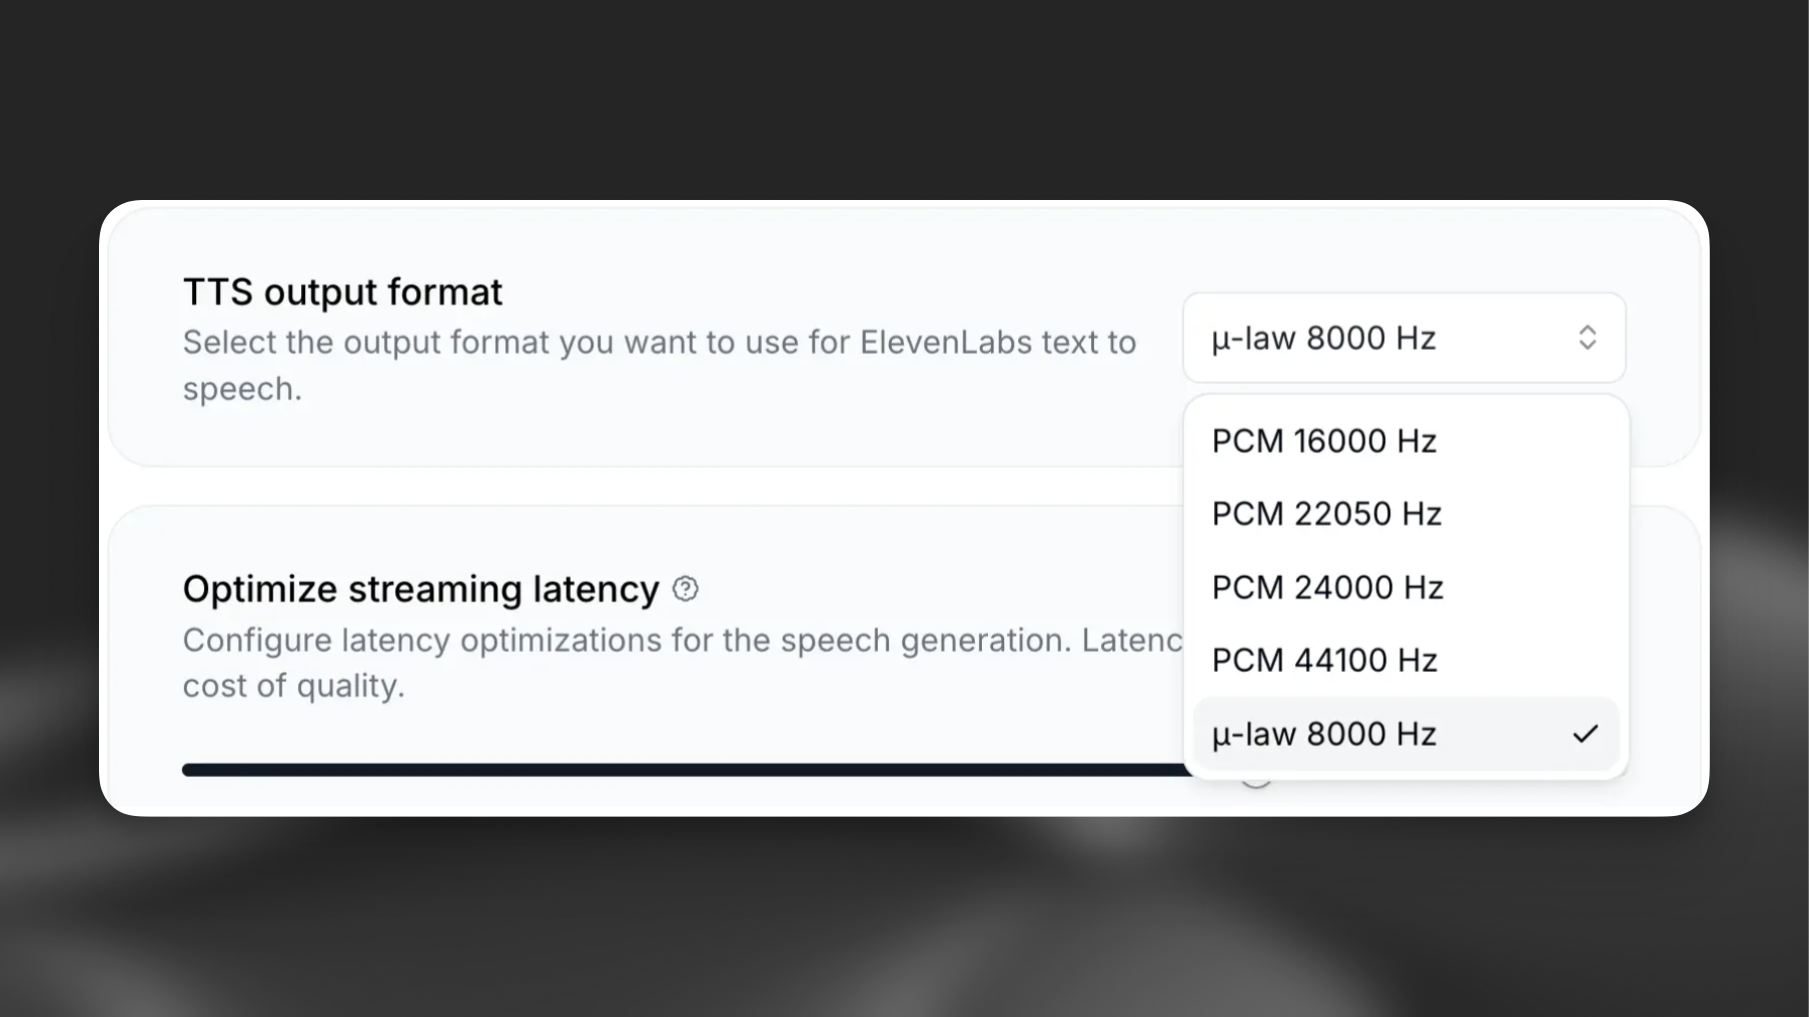 TTS output format
Select the output format you want to use for ElevenLabs text to
speech.
μ-law 8000 Hz
PCM 16000 Hz
PCM 22050 Hz
PCM 24000 Hz
PCM 44100 Hz
μ-law 8000 Hz
Optimize streaming latency
Configure latency optimizations for the speech generation.
cost of quality.